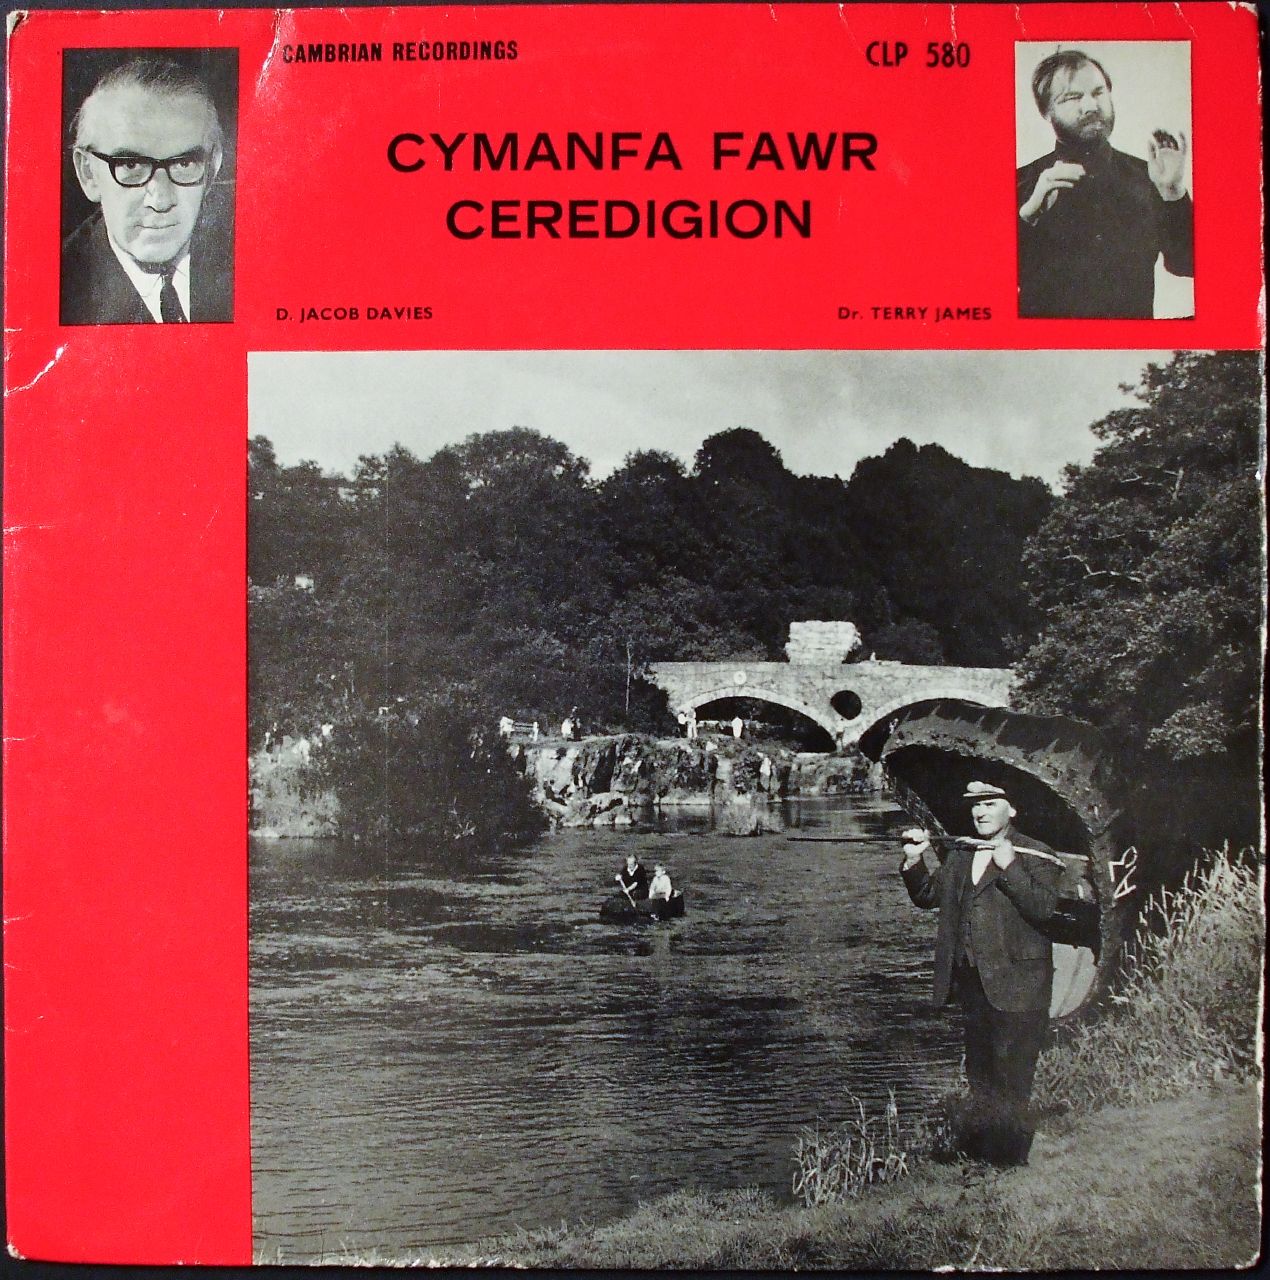 CAMBRIAN RECORDINGS
CLP 580
CYMANFA FAWR
CEREDIGION
D. JACOB DAVIES
Dr. TERRY JAMES